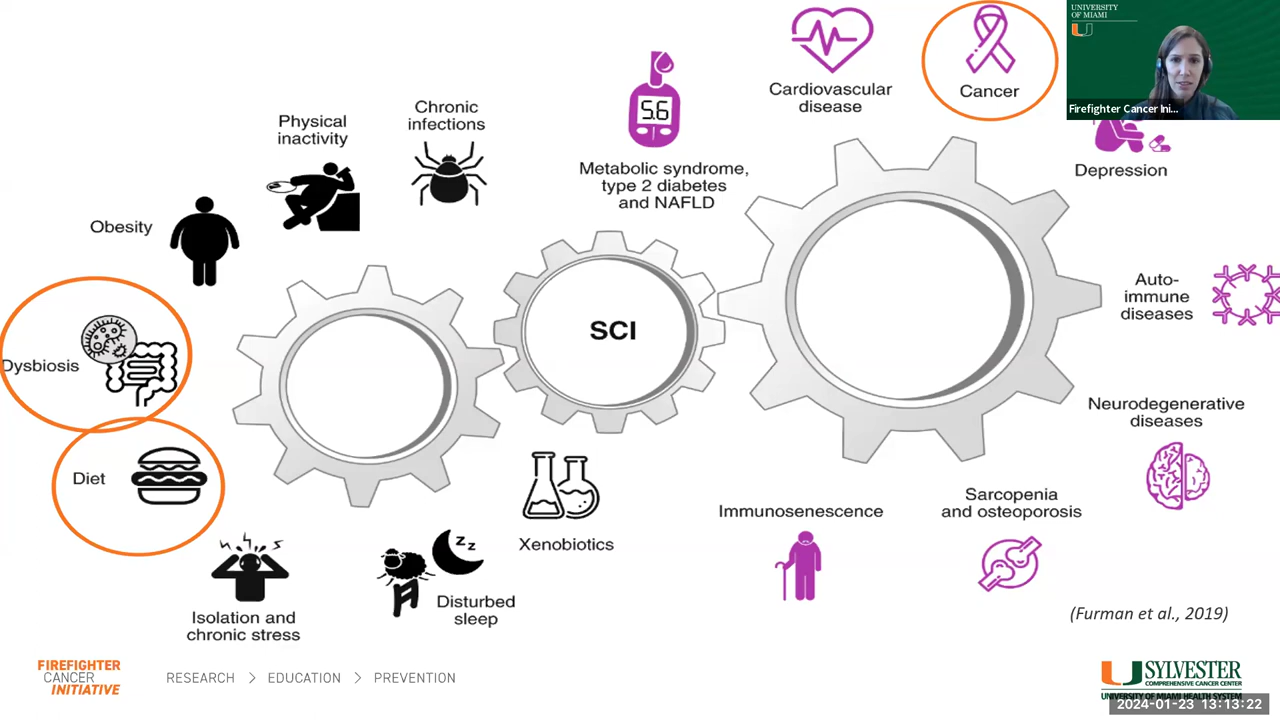 Chronic
infections
Physical
inactivity
Obesity
Dysbiosis
Diet
Isolation and
chronic stress
zz
Disturbed
sleep
Xenobiotics
SCI
5.6
Metabolic syndrome,
type 2 diabetes
and NAFLD
Cardiovascular
disease
Cancer
UNIVERSITY
OF MIAMI
Firefighter Cancer Ini...
Depression
Auto-
immune
diseases
Neurodegenerative
diseases
Sarcopenia
and osteoporosis
Immunosenescence
(Furman et al., 2019)
FIREFIGHTER
CANCER
INITIATIVE
RESEARCH > EDUCATION > PREVENTION
SYLVESTER
COMPREHENSIVE CANCER CENTER
UNIVERSITY OF MIAMI HEALTH SYSTEM
2024-01-23 13:13:22